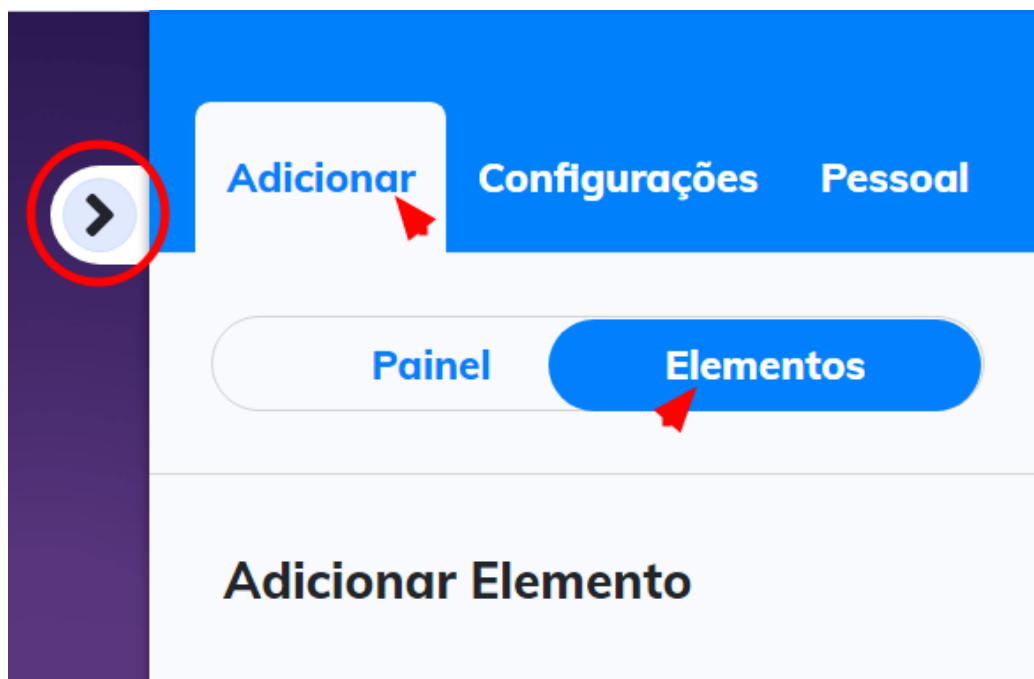 Adicionar Configurações Pessoal
Painel Elementos
Adicionar Elemento